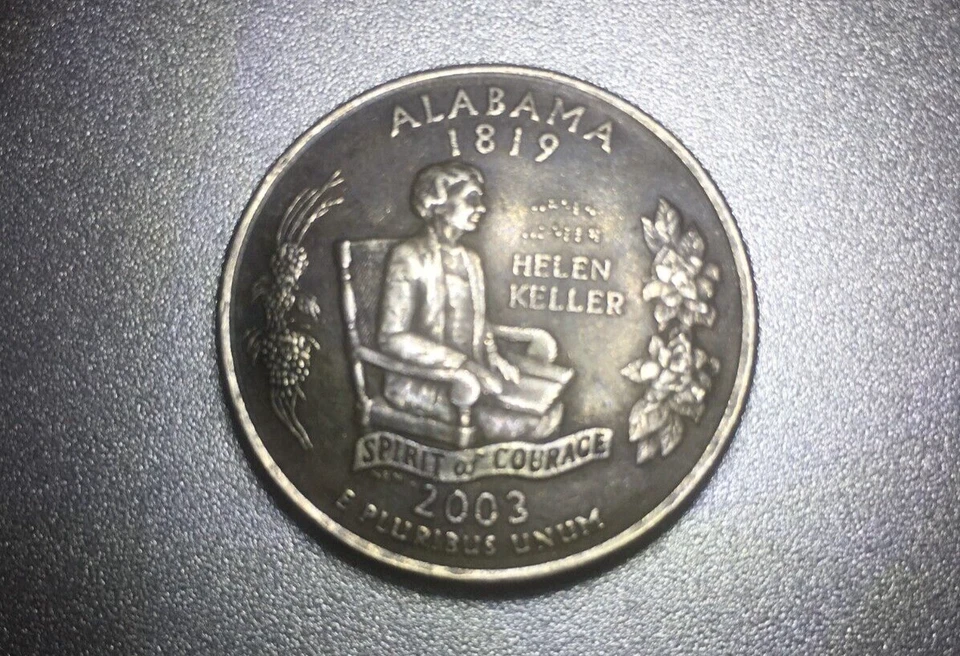 ALABAMA
1819
HELEN
KELLER
SPIRIT of COURAGE
2003
E PLURIBUS UNUM